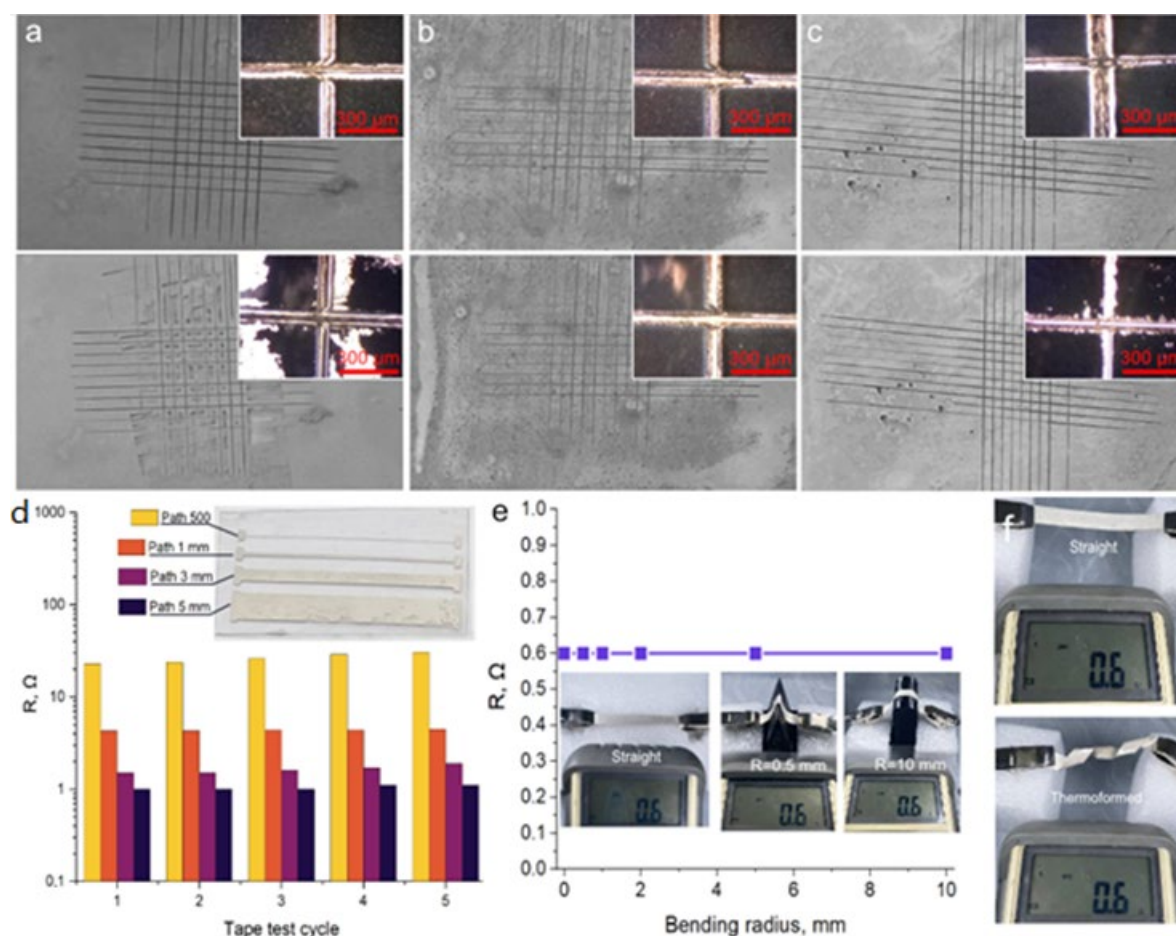 a
300 µm
b
300 µm
c
300 µm
300 µm
300 µm
300 µm
d
1000
100
10
1
0.1
R, Ω
Path 500
Path 1 mm
Path 3 mm
Path 5 mm
1 2 3 4 5
Tape test cycle
e
1.0
0.9
0.8
0.7
0.6
0.5
0.4
0.3
0.2
0.1
0.0
R, Ω
Straight
0.6
R=0.5 mm
0.6
R=10 mm
0.6
0 2 4 6 8 10
Bending radius, mm
f
Straight
0.6
Thermoformed
0.6